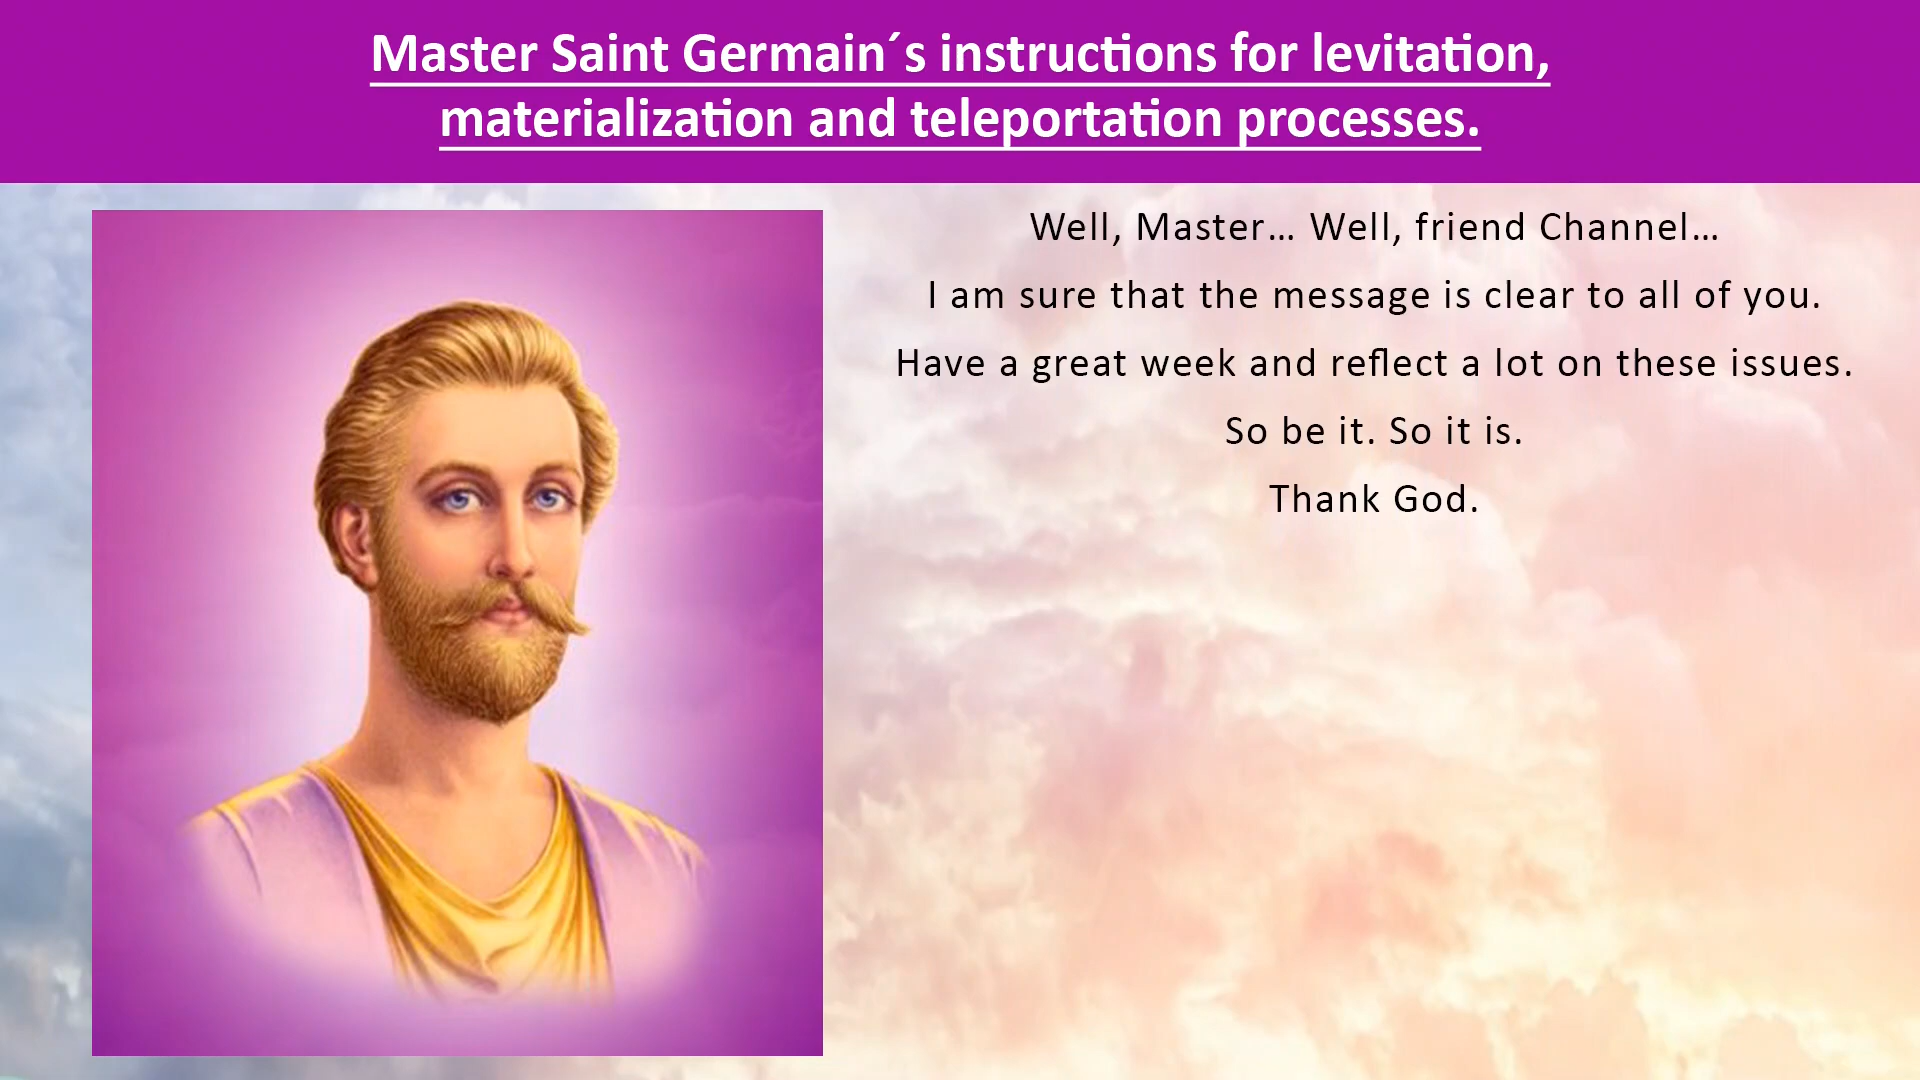 Master Saint Germain´s instructions for levitation,
materialization and teleportation processes.
Well, Master… Well, friend Channel…
I am sure that the message is clear to all of you.
Have a great week and reflect a lot on these issues.
So be it. So it is.
Thank God.